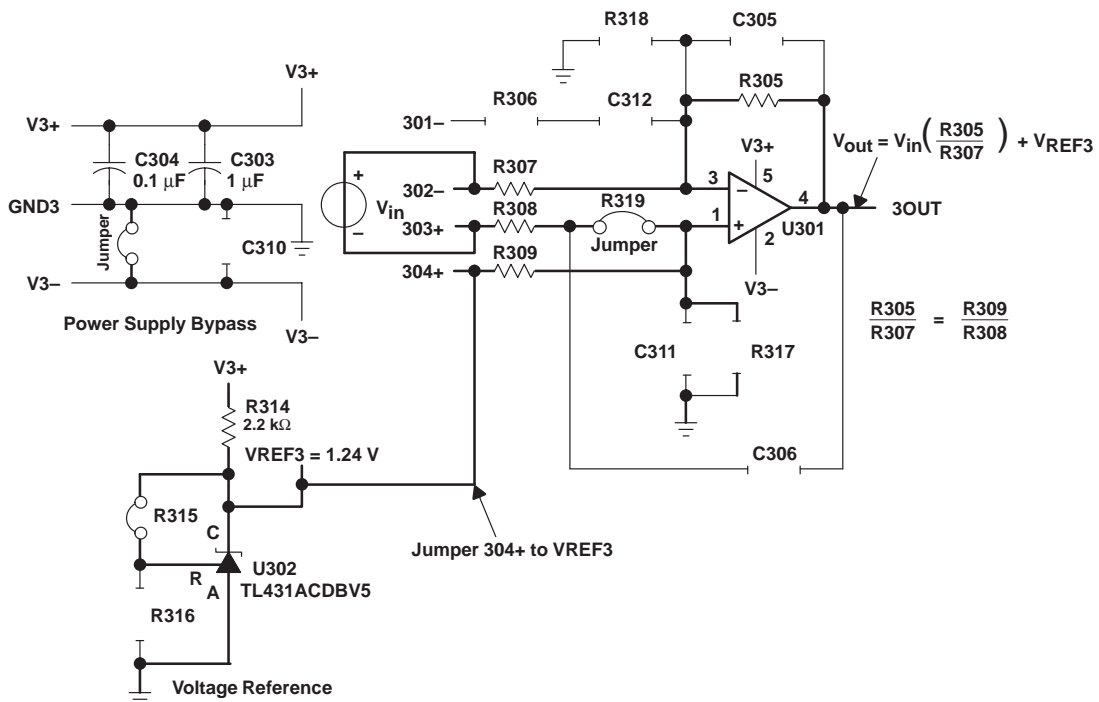 R318
C305
V3+
R306
C312
R305
V3+
301–
C304
0.1 μF
C303
1 μF
302–
R307
V3+
3
5
–
4
Vout = Vin(R305/R307) + VREF3
GND3
+
Vin
–
R308
R319
1
+
2
U301
3OUT
303+
Jumper
Jumper
C310
304+
R309
V3–
V3–
Power Supply Bypass
V3–
R305/R307 = R309/R308
C311
R317
V3+
R314
2.2 kΩ
VREF3 = 1.24 V
C306
R315
C
Jumper 304+ to VREF3
R
A
U302
TL431ACDBV5
R316
Voltage Reference